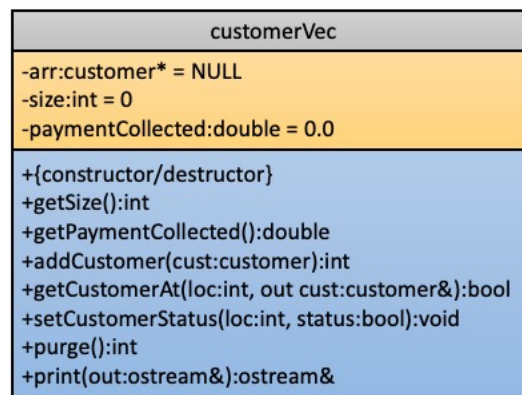 customerVec
-arr:customer* = NULL
-size:int = 0
-paymentCollected:double = 0.0
+{constructor/destructor}
+getSize():int
+getPaymentCollected():double
+addCustomer(cust:customer):int
+getCustomerAt(loc:int, out cust:customer&):bool
+setCustomerStatus(loc:int, status:bool):void
+purge():int
+print(out:ostream&):ostream&